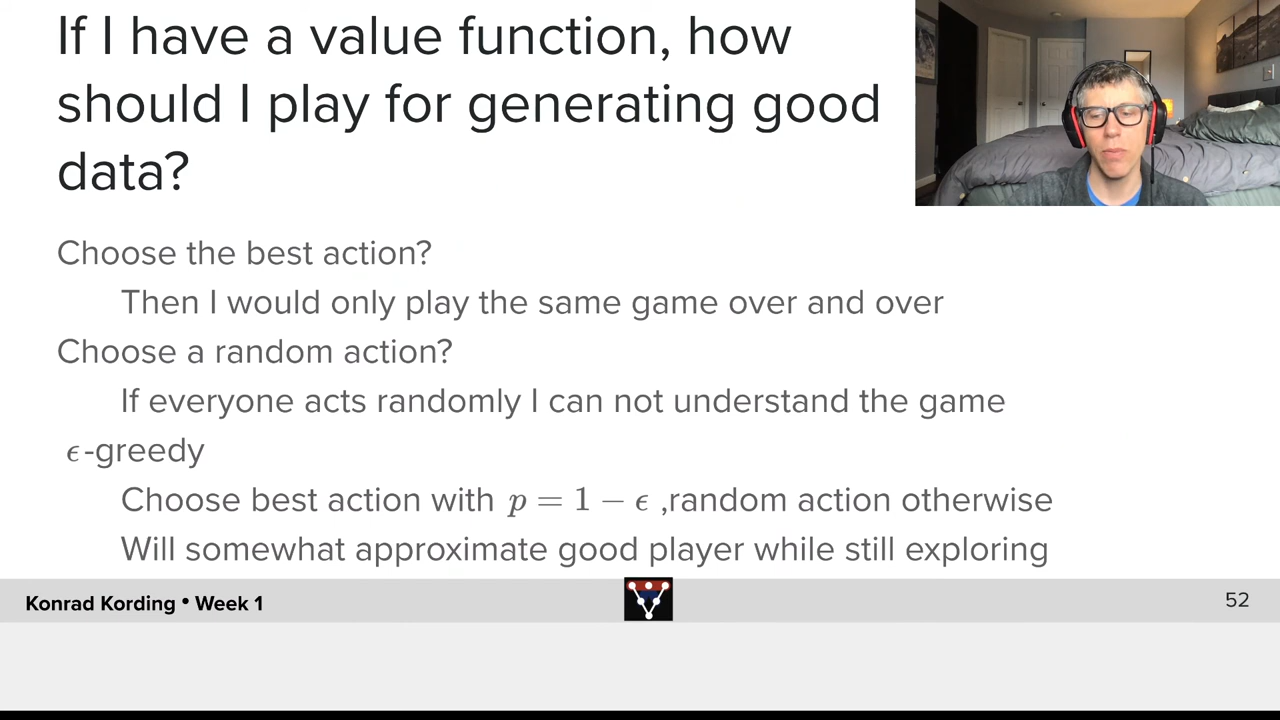 If I have a value function, how
should I play for generating good
data?
Choose the best action?
Then I would only play the same game over and over
Choose a random action?
If everyone acts randomly I can not understand the game
ϵ-greedy
Choose best action with p = 1 − ϵ ,random action otherwise
Will somewhat approximate good player while still exploring
Konrad Kording • Week 1
52